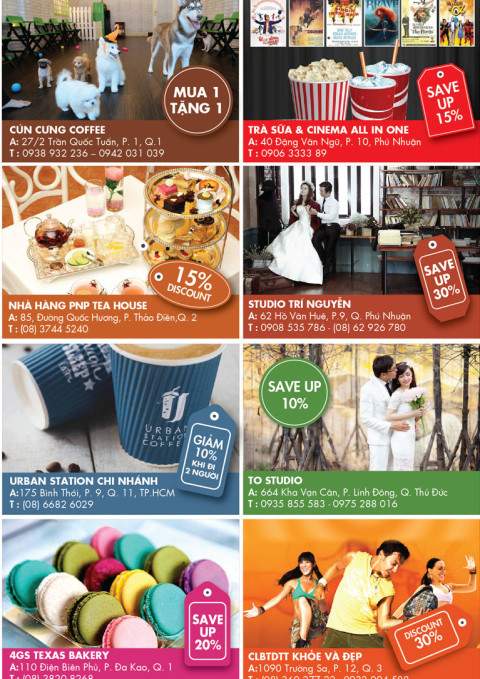 MUA 1
TẶNG 1
CÚN CƯNG COFFEE
A: 27/2 Trần Quốc Tuấn, P. 1, Q.1
T : 0938 932 236 – 0942 031 039
SAVE
UP
15%
TRÀ SỮA & CINEMA ALL IN ONE
A: 40 Đặng Văn Ngữ, P. 10, Phú Nhuận
T : 0906 3333 89
15%
DISCOUNT
NHÀ HÀNG PNP TEA HOUSE
A: 85, Đường Quốc Hương, P. Thảo Điền,Q. 2
T : (08) 3744 5240
SAVE
UP
30%
STUDIO TRÍ NGUYỄN
A: 62 Hồ Văn Huê, P.9, Q. Phú Nhuận
T : 0908 535 786 - (08) 62 926 780
URBAN
STATION
COFFEE
GIẢM
10%
KHI ĐI
2 NGƯỜI
URBAN STATION CHI NHÁNH
A:175 Bình Thới, P. 9, Q. 11, TP.HCM
T : (08) 6682 6029
SAVE UP
10%
TO STUDIO
A: 664 Kha Vạn Cân, P. Linh Đông, Q. Thủ Đức
T : 0935 855 583 - 0975 288 016
SAVE
UP
20%
4GS TEXAS BAKERY
A:110 Điện Biên Phủ, P. Đa Kao, Q. 1
DISCOUNT
30%
CLBTDTT KHỎE VÀ ĐẸP
A:1090 Trường Sa, P. 12, Q. 3